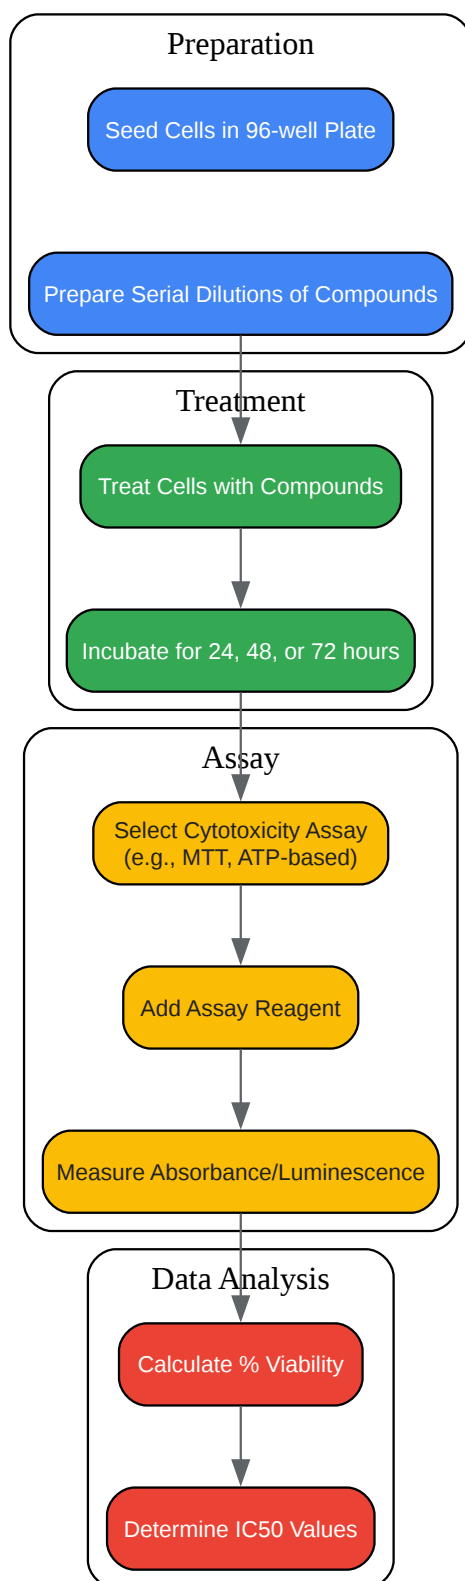 Preparation
Seed Cells in 96-well Plate
Prepare Serial Dilutions of Compounds
Treatment
Treat Cells with Compounds
Incubate for 24, 48, or 72 hours
Assay
Select Cytotoxicity Assay
(e.g., MTT, ATP-based)
Add Assay Reagent
Measure Absorbance/Luminescence
Data Analysis
Calculate % Viability
Determine IC50 Values